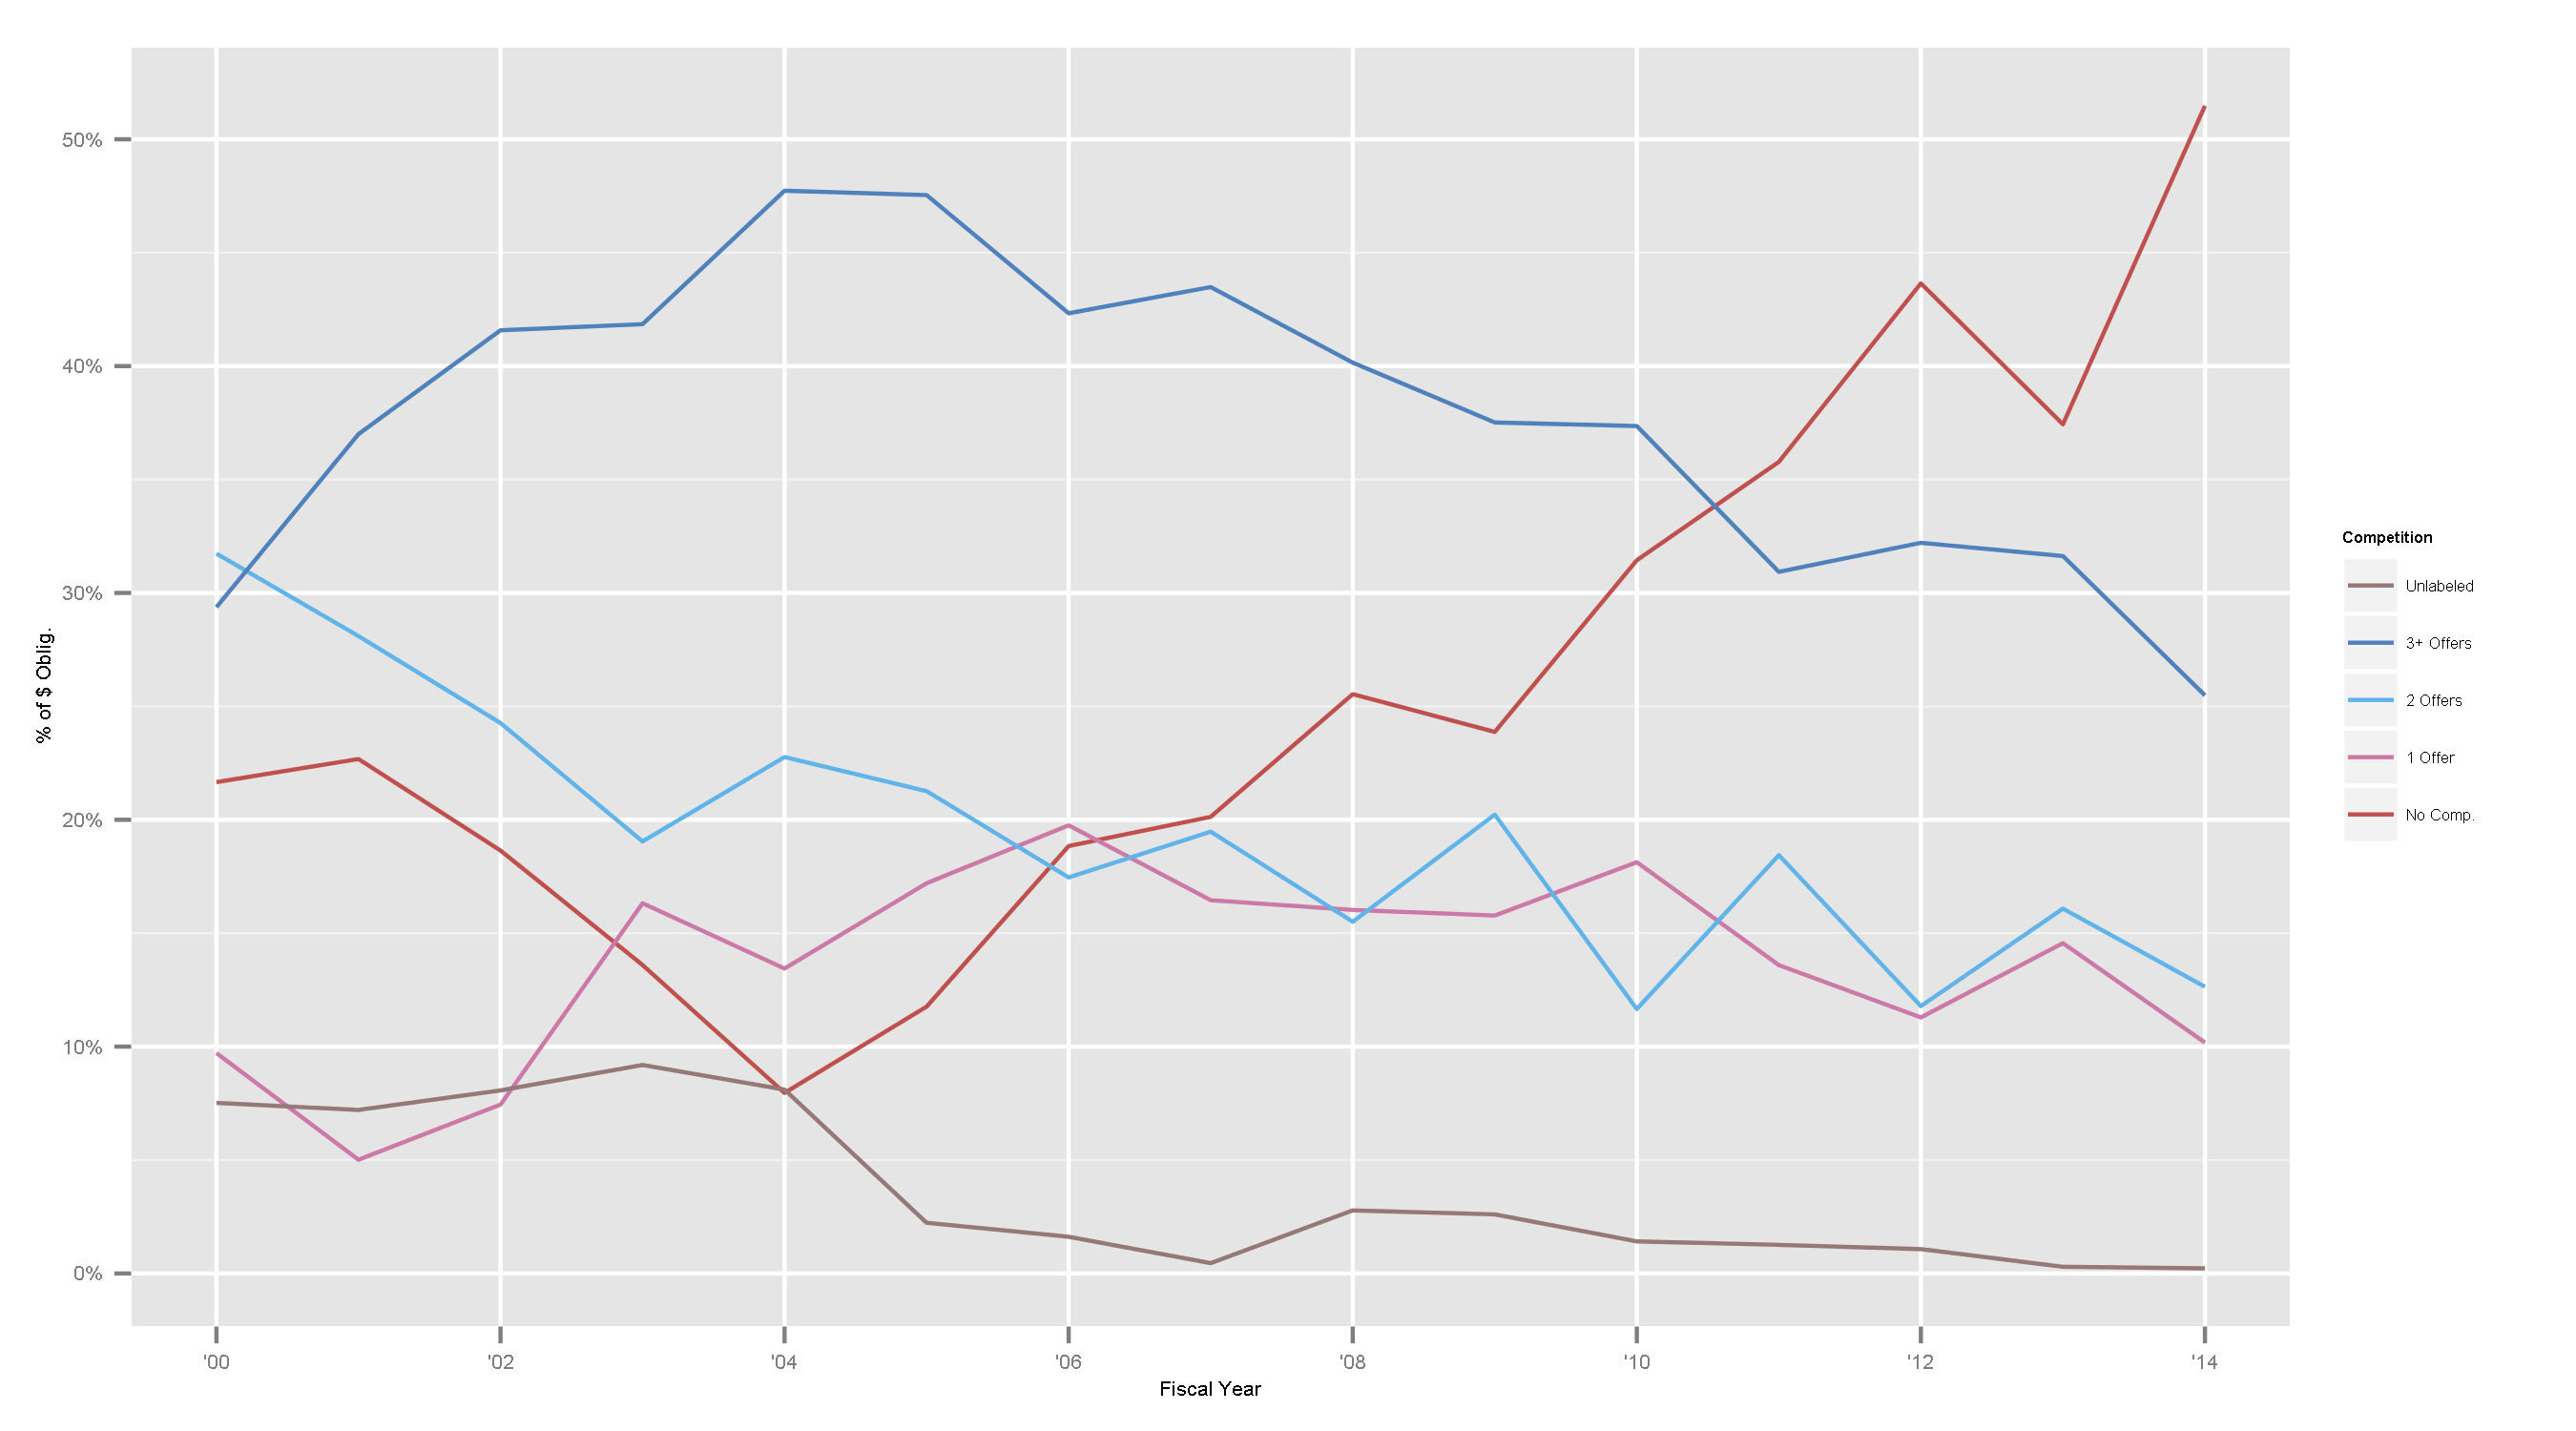 50%
40%
30%
20%
10%
0%
% of $ Oblig.
'00 '02 '04 '06 '08 '10 '12 '14
Fiscal Year
Competition
Unlabeled
3+ Offers
2 Offers
1 Offer
No Comp.